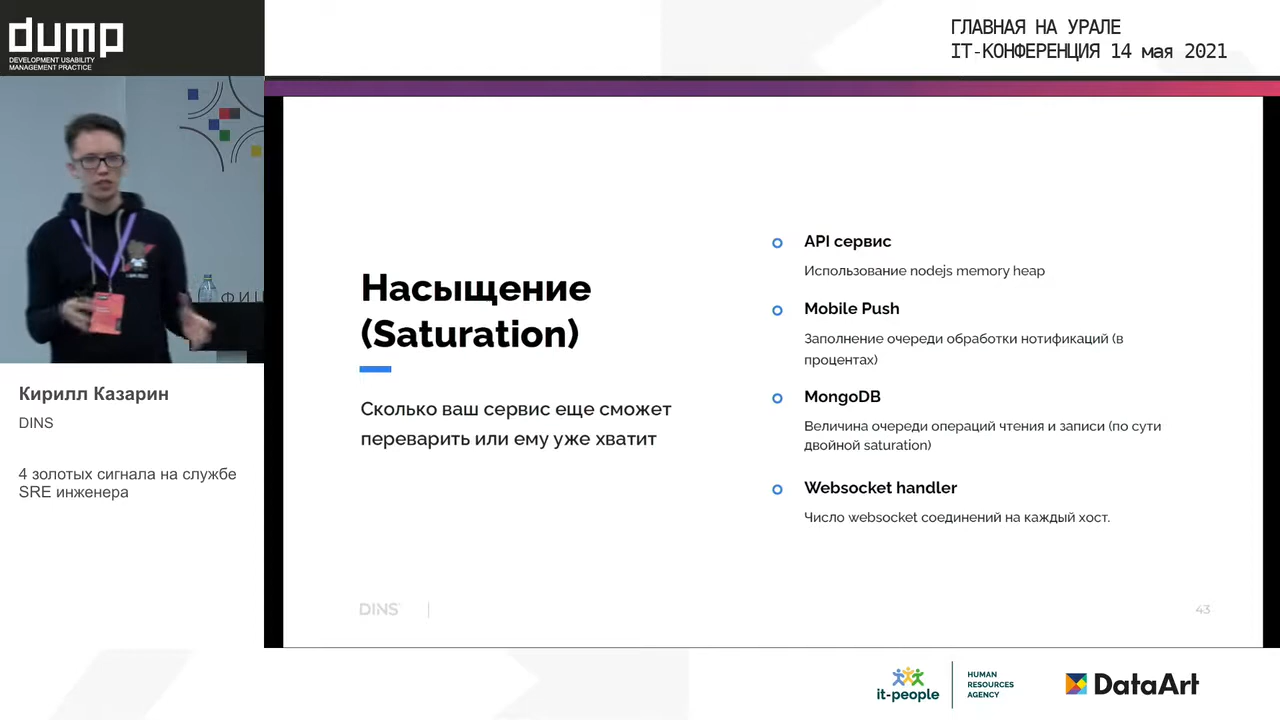 dump
DEVELOPMENT USABILITY
MANAGEMENT PRACTICE
ГЛАВНАЯ НА УРАЛЕ
IT-КОНФЕРЕНЦИЯ 14 мая 2021
Кирилл Казарин
DINS
4 золотых сигнала на службе
SRE инженера
Насыщение
(Saturation)
Сколько ваш сервис еще сможет
переварить или ему уже хватит
API сервис
Использование nodejs memory heap
Mobile Push
Заполнение очереди обработки нотификаций (в
процентах)
MongoDB
Величина очереди операций чтения и записи (по сути
двойной saturation)
Websocket handler
Число websocket соединений на каждый хост.
DINS
43
it-people
HUMAN
RESOURCES
AGENCY
DataArt